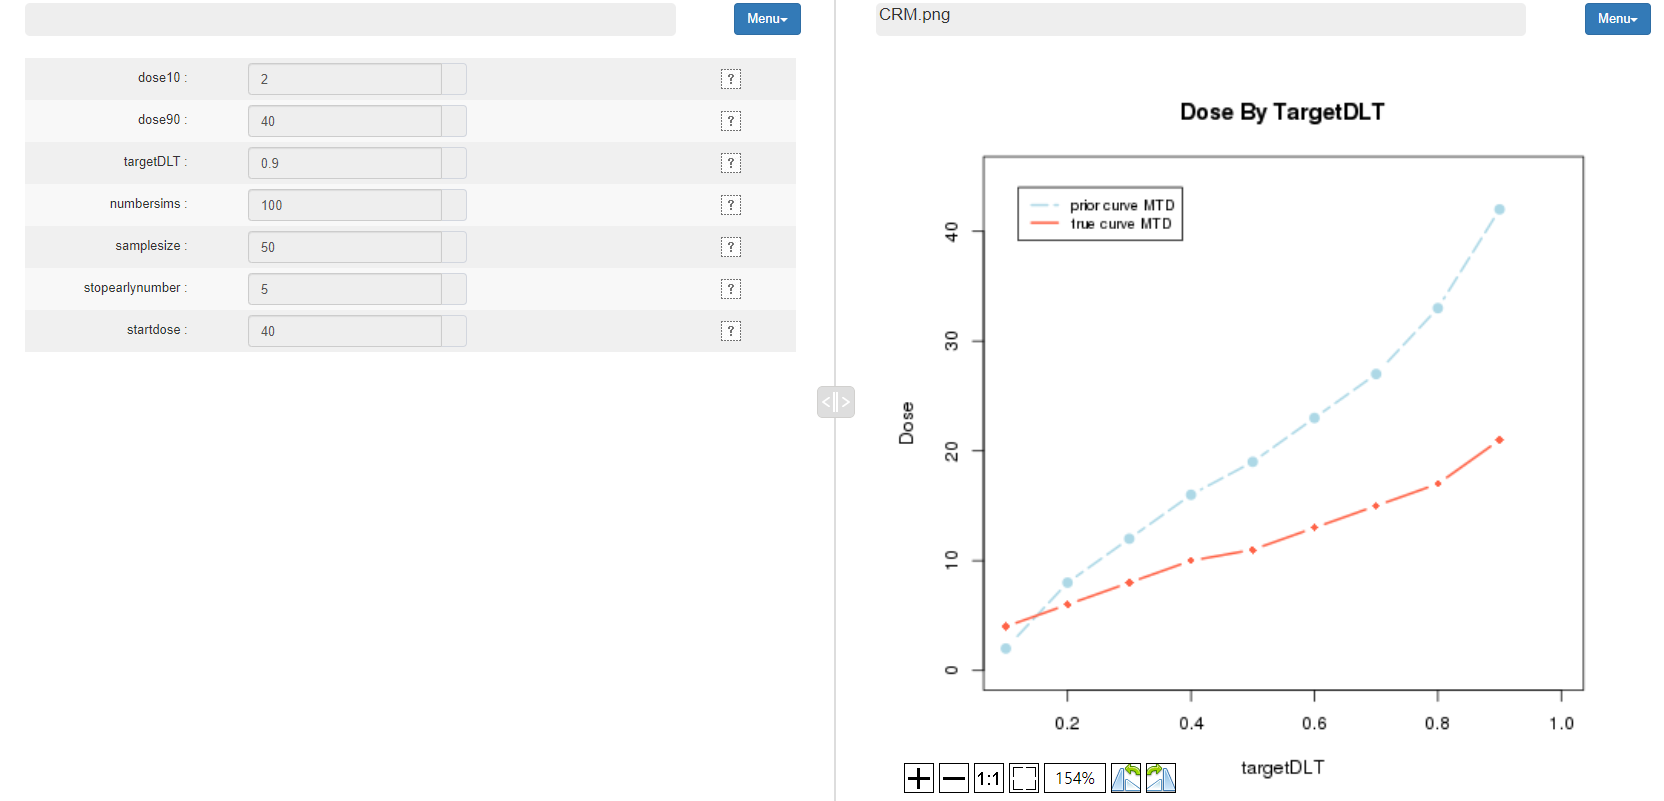 Menu
dose10 : 2 ?
dose90 : 40 ?
targetDLT : 0.9 ?
numbersims : 100 ?
samplesize : 50 ?
stopearlynumber : 5 ?
startdose : 40 ?
CRM.png
Menu
Dose By TargetDLT
prior curve MTD
true curve MTD
Dose
40
30
20
10
0
0.2 0.4 0.6 0.8 1.0
targetDLT
1:1 154%